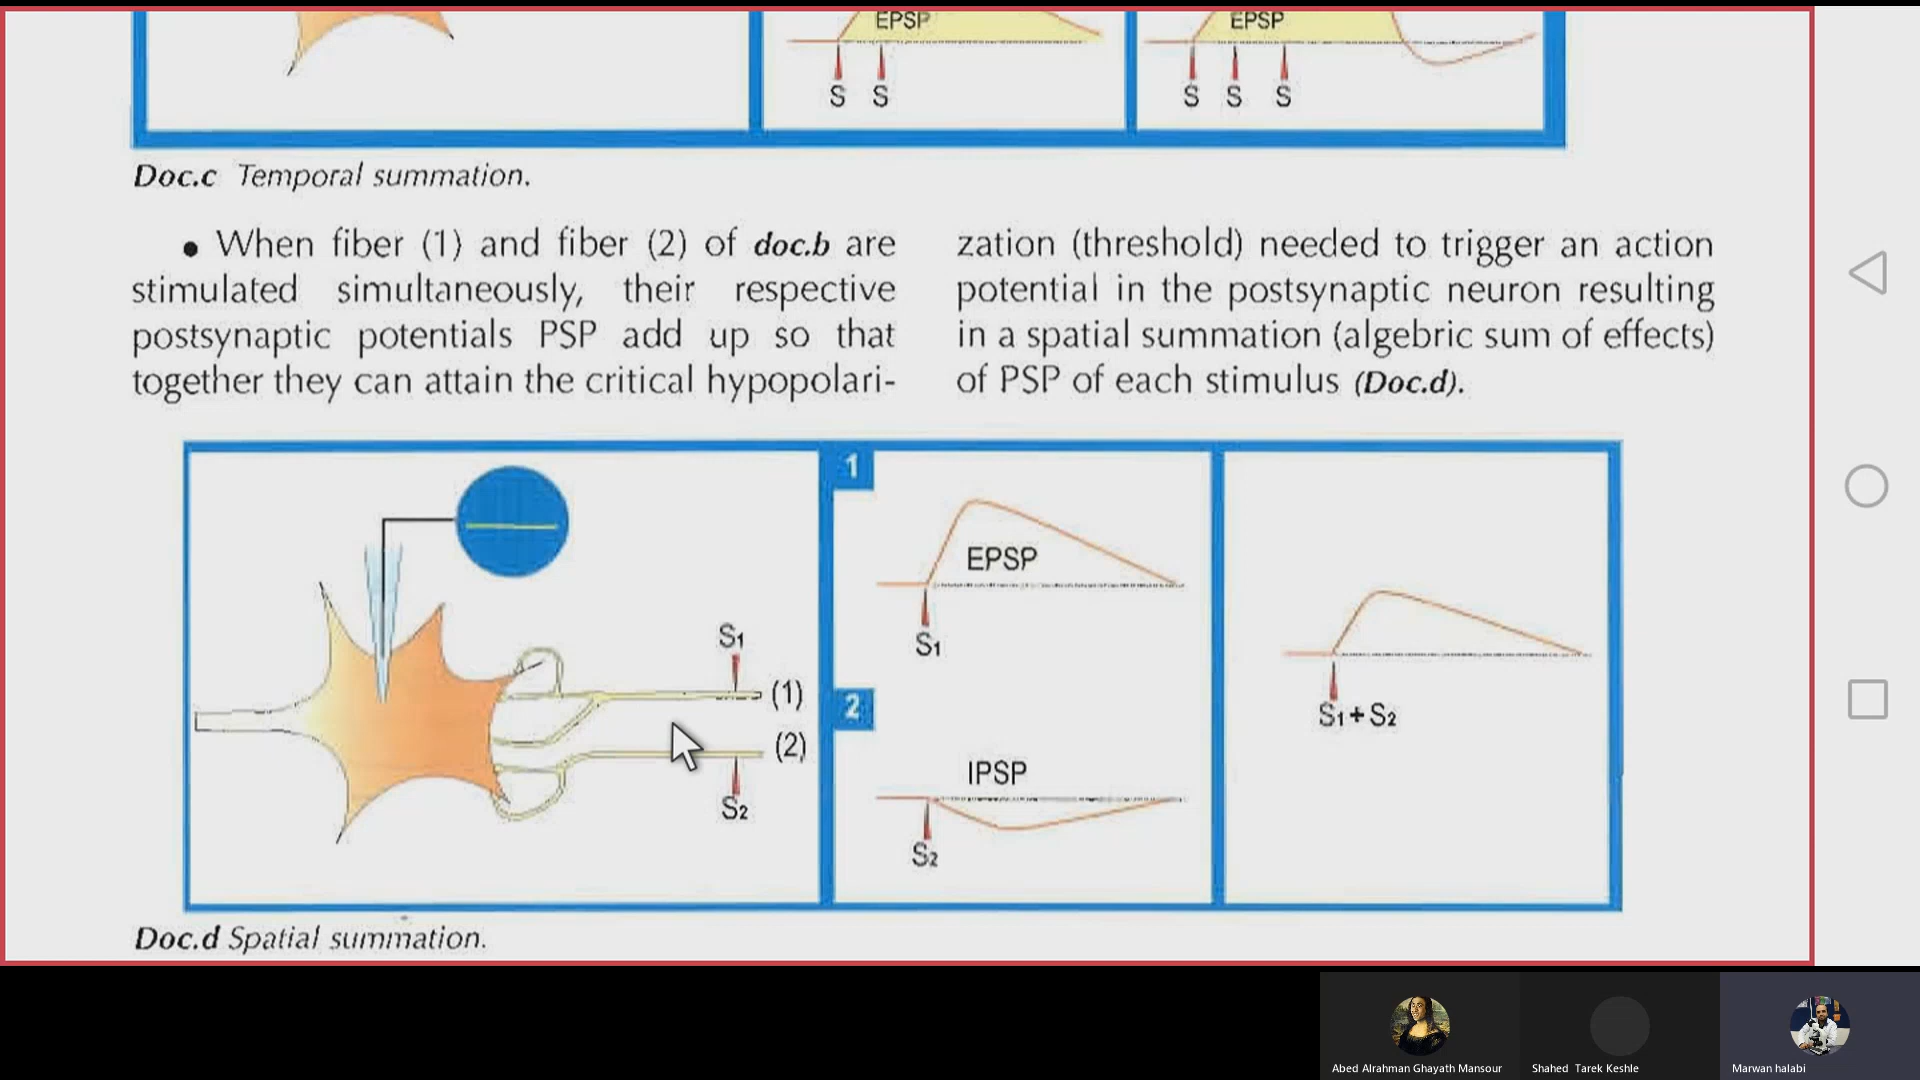 EPSP
EPSP
S S
S S S
Doc.c Temporal summation.
• When fiber (1) and fiber (2) of doc.b are
stimulated simultaneously, their respective
postsynaptic potentials PSP add up so that
together they can attain the critical hypopolari-
zation (threshold) needed to trigger an action
potential in the postsynaptic neuron resulting
in a spatial summation (algebric sum of effects)
of PSP of each stimulus (Doc.d).
S1
(1)
(2)
S2
1
EPSP
S1
2
IPSP
S2
S1+S2
Doc.d Spatial summation.
Abed Alrahman Ghayath Mansour
Shahed Tarek Keshle
Marwan halabi